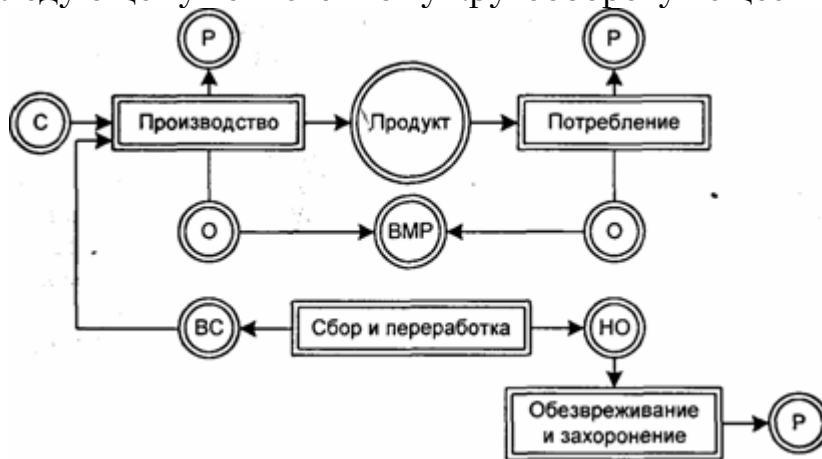 Р
Р
С
Производство
Продукт
Потребление
О
ВМР
О
ВС
Сбор и переработка
НО
Обезвреживание
и захоронение
Р